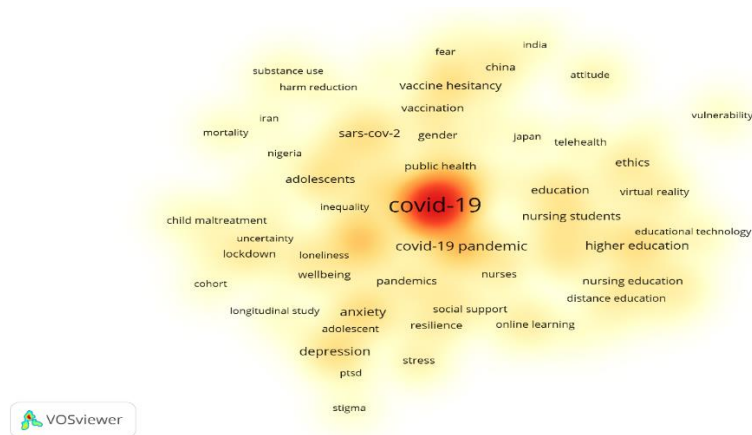 fear
india
china
substance use
attitude
harm reduction
vaccine hesitancy
vaccination
vulnerability
iran
mortality
sars-cov-2
gender
japan
telehealth
nigeria
public health
ethics
adolescents
education
virtual reality
inequality
covid-19
child maltreatment
nursing students
educational technology
uncertainty
covid-19 pandemic
higher education
lockdown
loneliness
wellbeing
nurses
cohort
pandemics
nursing education
distance education
longitudinal study
anxiety
social support
adolescent
resilience
online learning
depression
stress
ptsd
stigma
VOSviewer